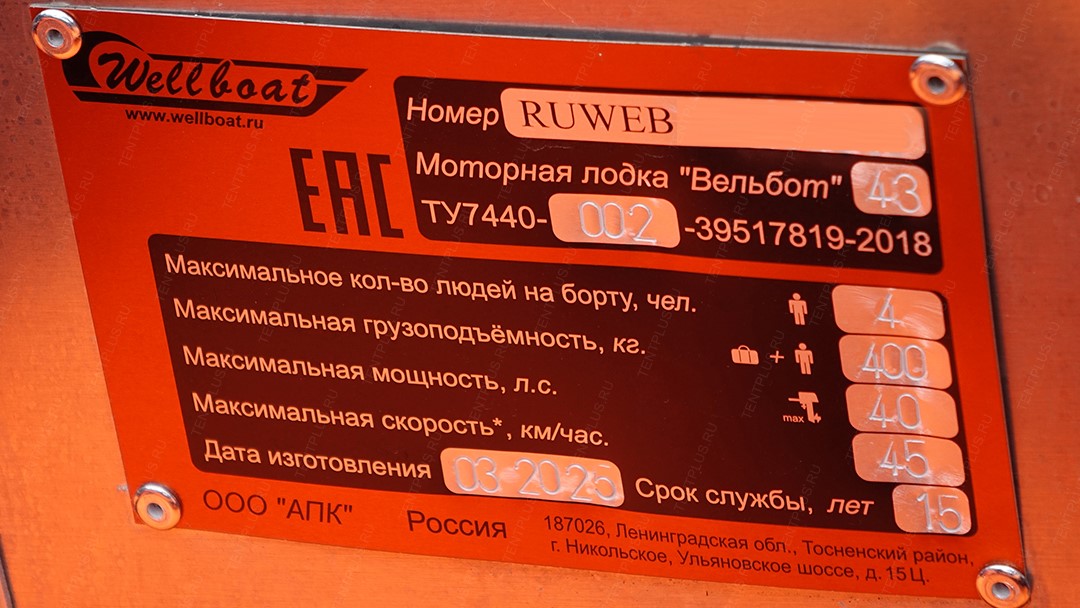 Wellboat
www.wellboat.ru
EAC
Номер RUWEB
Моторная лодка "Вельбот" 43
ТУ7440-002-39517819-2018
Максимальное кол-во людей на борту, чел. 4
Максимальная грузоподъёмность, кг. + 400
Максимальная мощность, л.с. max 40
Максимальная скорость*, км/час. 45
Дата изготовления 03 2025 Срок службы, лет 15
ООО "АПК" Россия 187026, Ленинградская обл., Тосненский район,
г. Никольское, Ульяновское шоссе, д.15Ц.
TENTPLUS.RU